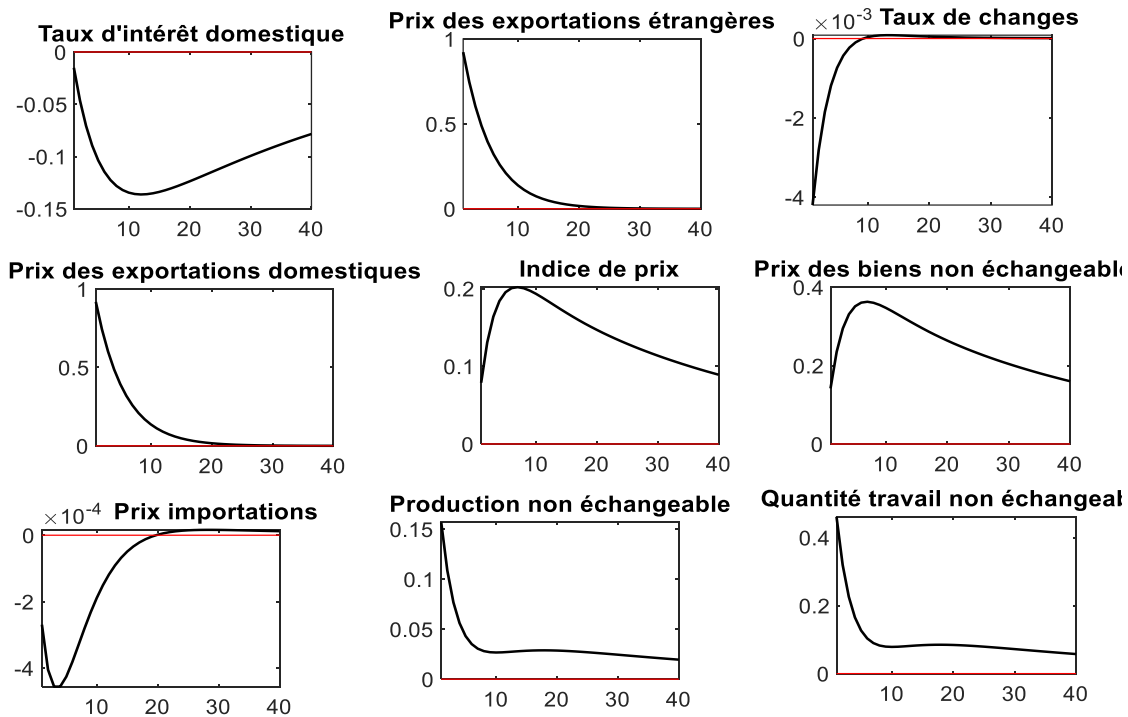 Taux d'intérêt domestique
0
-0.05
-0.1
-0.15
10 20 30 40
Prix des exportations étrangères
1
0.5
0
10 20 30 40
×10-3 Taux de changes
0
-2
-4
10 20 30 40
Prix des exportations domestiques
1
0.5
0
10 20 30 40
Indice de prix
0.2
0.1
0
10 20 30 40
Prix des biens non échangeable
0.4
0.2
0
10 20 30 40
×10-4 Prix importations
0
-2
-4
10 20 30 40
Production non échangeable
0.15
0.1
0.05
0
10 20 30 40
Quantité travail non échangeab
0.4
0.2
0
10 20 30 40